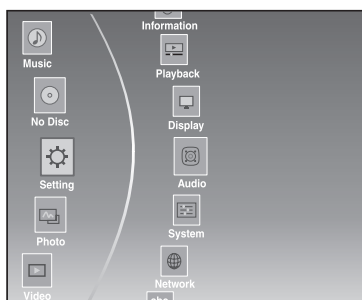 Information
Music
Playback
No Disc
Display
Setting
Audio
Photo
System
Video
Network